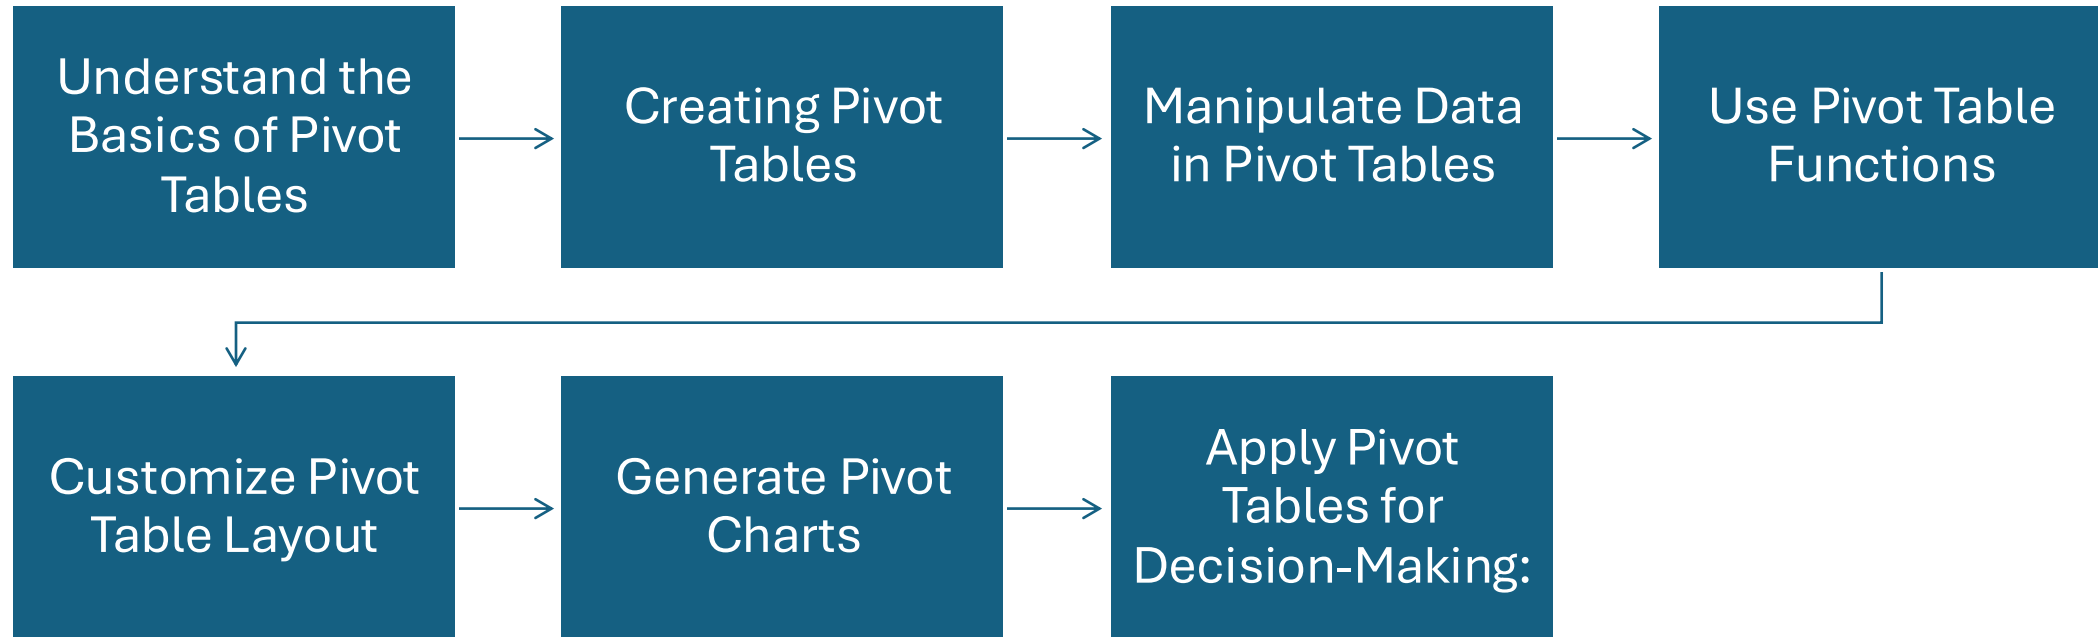 Understand the
Basics of Pivot
Tables
Creating Pivot
Tables
Manipulate Data
in Pivot Tables
Use Pivot Table
Functions
Customize Pivot
Table Layout
Generate Pivot
Charts
Apply Pivot
Tables for
Decision-Making: